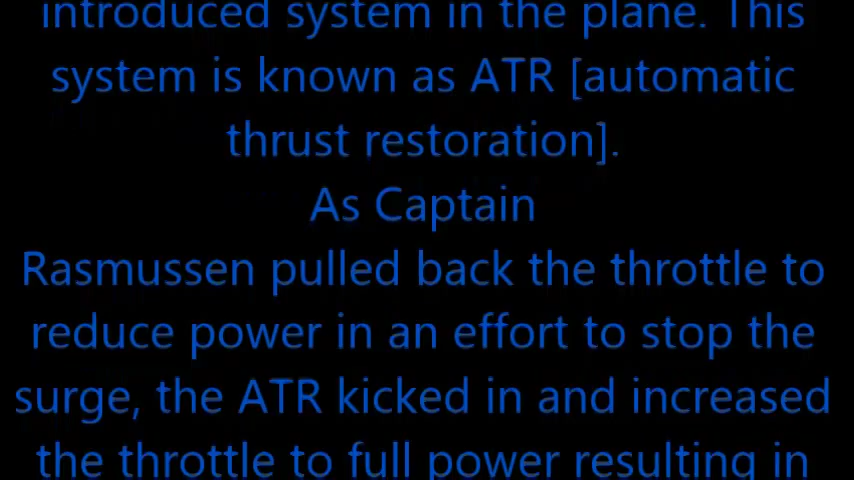 introduced system in the plane. This
system is known as ATR [automatic
thrust restoration].
As Captain
Rasmussen pulled back the throttle to
reduce power in an effort to stop the
surge, the ATR kicked in and increased
the throttle to full power resulting in